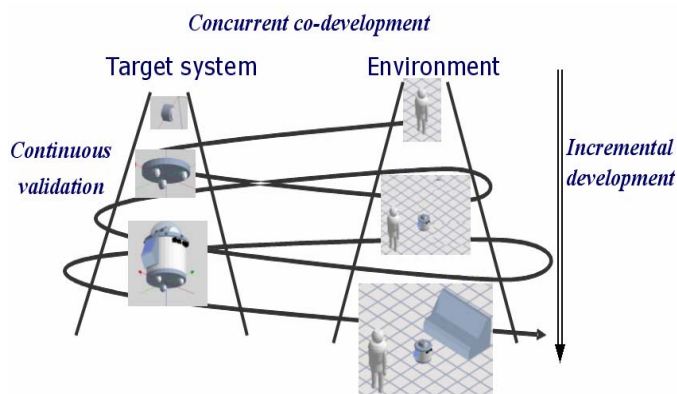 Concurrent co-development
Target system
Environment
Continuous
validation
Incremental
development